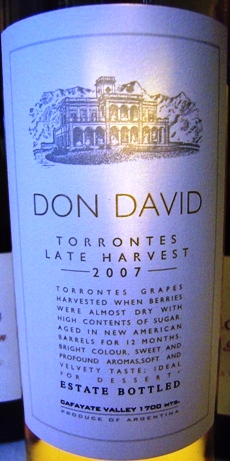 DON DAVID
TORRONTES
LATE HARVEST
2007
TORRONTES GRAPES
HARVESTED WHEN BERRIES
WERE ALMOST DRY WITH
HIGH CONTENTS OF SUGAR.
AGED IN NEW AMERICAN
BARRELS FOR 12 MONTHS.
BRIGHT COLOUR, SWEET AND
PROFOUND AROMAS,SOFT AND
VELVETY TASTE; IDEAL
FOR DESSERT
ESTATE BOTTLED
CAFAYATE VALLEY 1700 MTS.
PRODUCE OF ARGENTINA